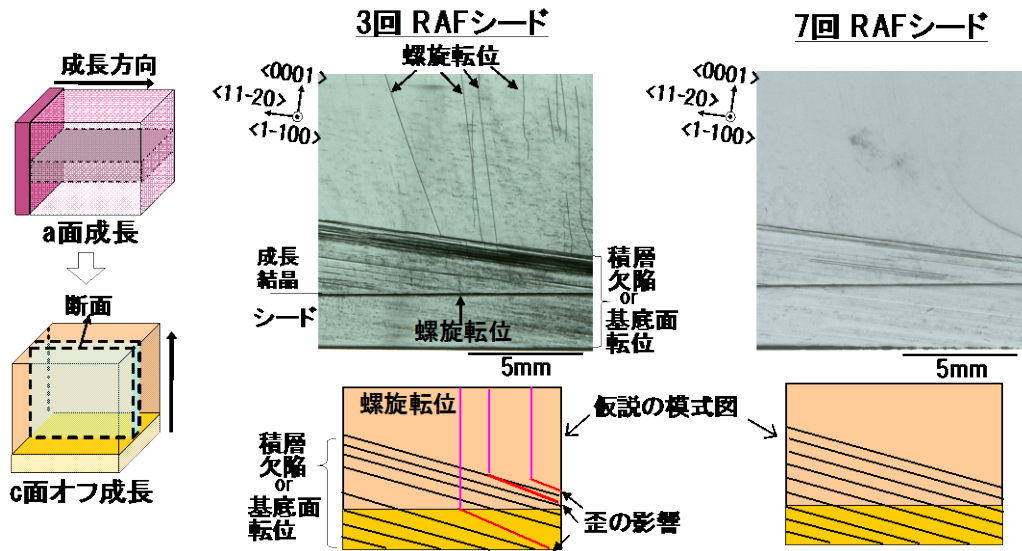 3回 RAFシード
7回 RAFシード
成長方向
a面成長
断面
c面オフ成長
螺旋転位
<0001>
<11-20>
<1-100>
成長
結晶
シード
螺旋転位
積層
欠陥
or
基底面
転位
5mm
<0001>
<11-20>
<1-100>
5mm
螺旋転位
積層
欠陥
or
基底面
転位
仮説の模式図
歪の影響